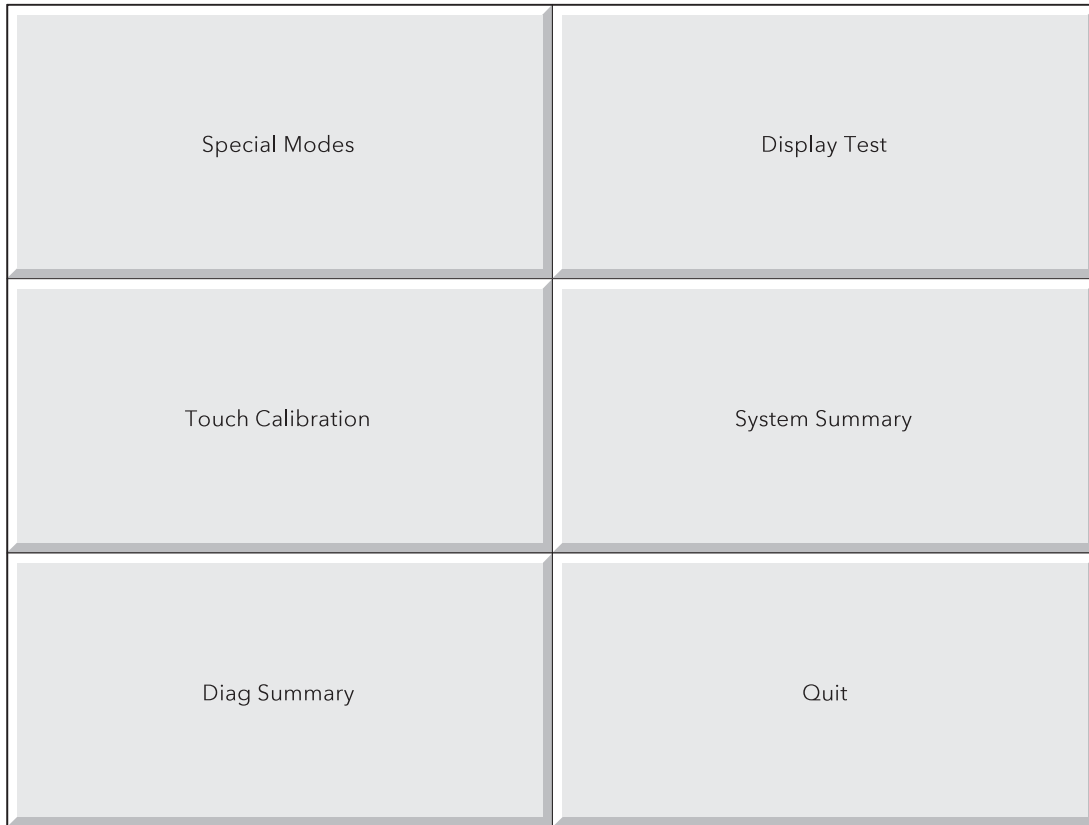 Special Modes
Display Test
Touch Calibration
System Summary
Diag Summary
Quit